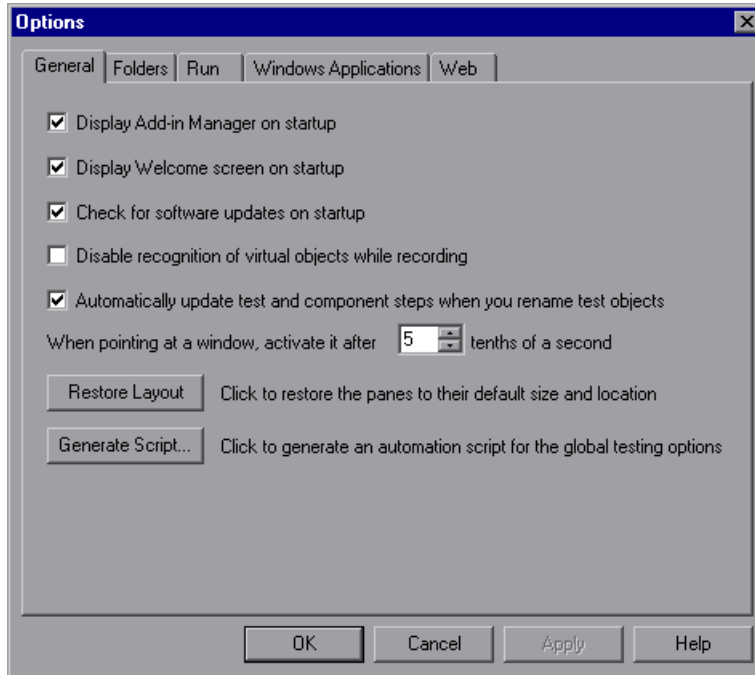 Options
General Folders Run Windows Applications Web
Display Add-in Manager on startup
Display Welcome screen on startup
Check for software updates on startup
Disable recognition of virtual objects while recording
Automatically update test and component steps when you rename test objects
When pointing at a window, activate it after 5 tenths of a second
Restore Layout Click to restore the panes to their default size and location
Generate Script... Click to generate an automation script for the global testing options
OK Cancel Apply Help